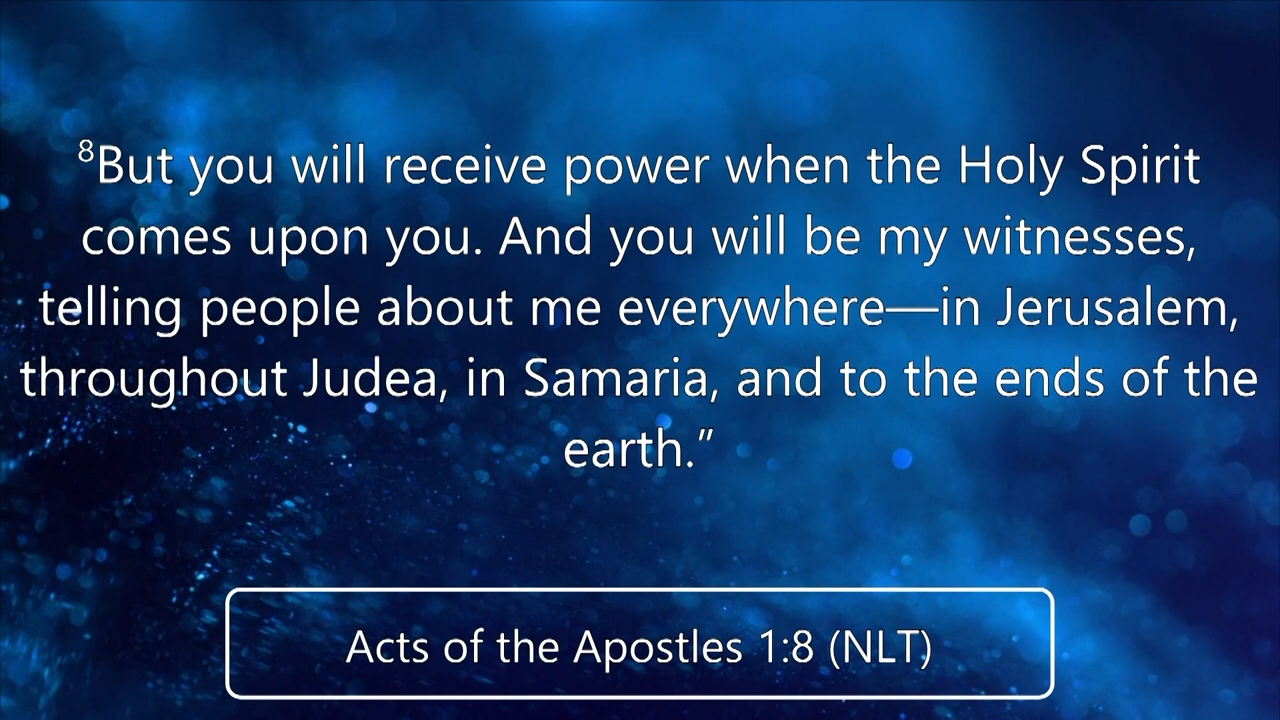 ⁸But you will receive power when the Holy Spirit
comes upon you. And you will be my witnesses,
telling people about me everywhere—in Jerusalem,
throughout Judea, in Samaria, and to the ends of the
earth.”
Acts of the Apostles 1:8 (NLT)